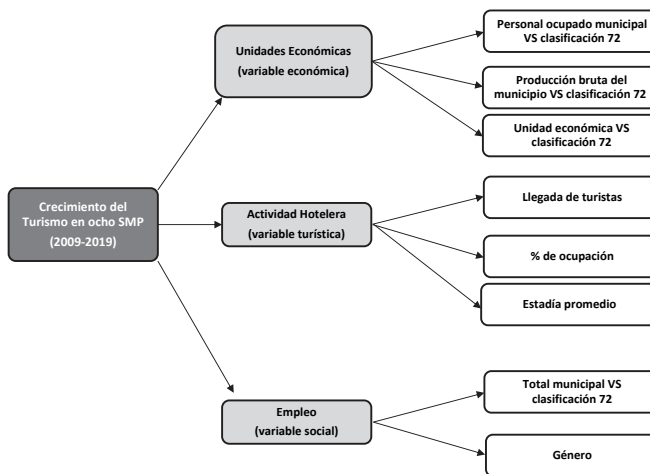 Crecimiento del
Turismo en ocho SMP
(2009-2019)
Unidades Económicas
(variable económica)
Personal ocupado municipal
VS clasificación 72
Producción bruta del
municipio VS clasificación 72
Unidad económica VS
clasificación 72
Actividad Hotelera
(variable turística)
Llegada de turistas
% de ocupación
Estadía promedio
Empleo
(variable social)
Total municipal VS
clasificación 72
Género